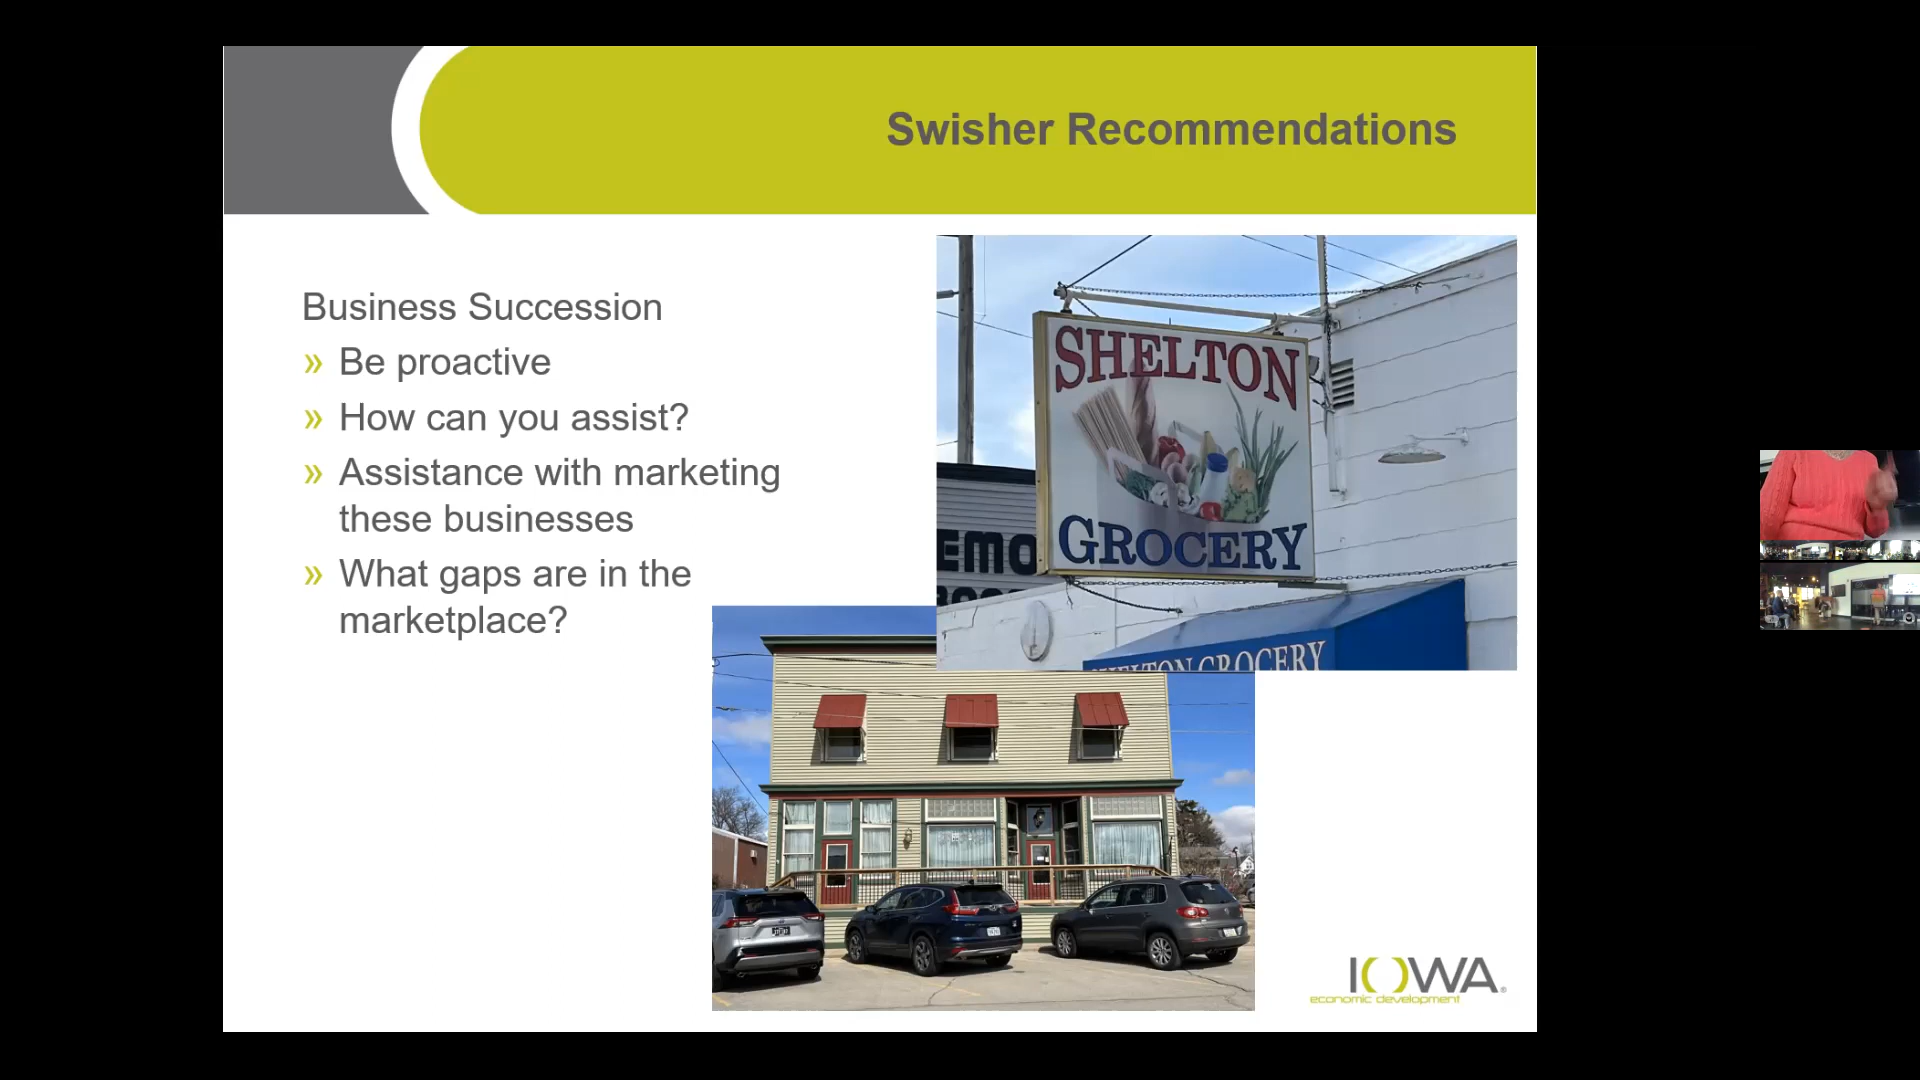 Swisher Recommendations
Business Succession
» Be proactive
» How can you assist?
» Assistance with marketing
these businesses
» What gaps are in the
marketplace?
SHELTON
GROCERY
EMO
SHELTON GROCERY
IOWA®
economic development